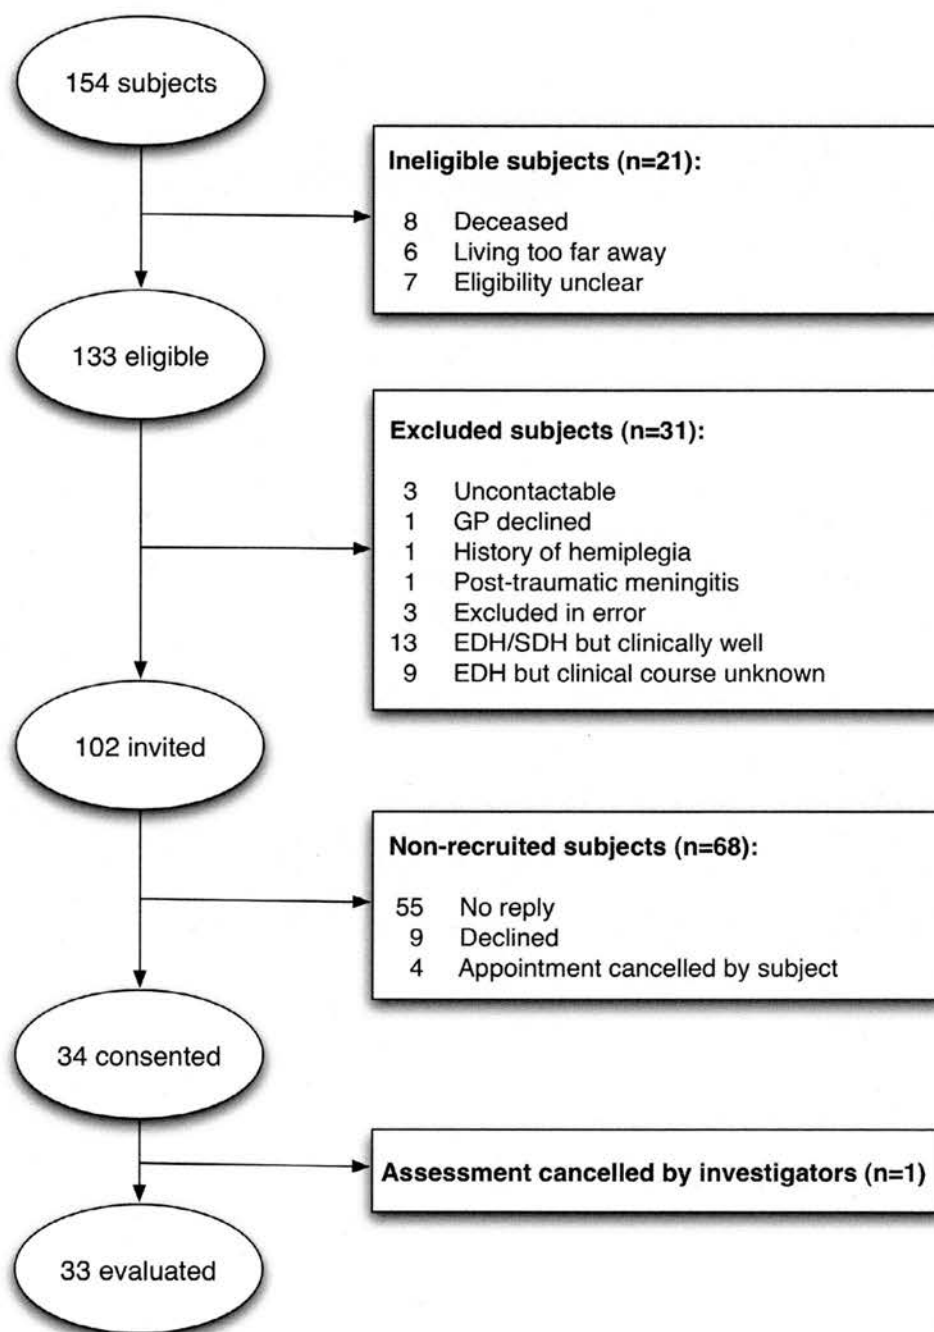 154 subjects
Ineligible subjects (n=21):
8 Deceased
6 Living too far away
7 Eligibility unclear
133 eligible
Excluded subjects (n=31):
3 Uncontactable
1 GP declined
1 History of hemiplegia
1 Post-traumatic meningitis
3 Excluded in error
13 EDH/SDH but clinically well
9 EDH but clinical course unknown
102 invited
Non-recruited subjects (n=68):
55 No reply
9 Declined
4 Appointment cancelled by subject
34 consented
Assessment cancelled by investigators (n=1)
33 evaluated